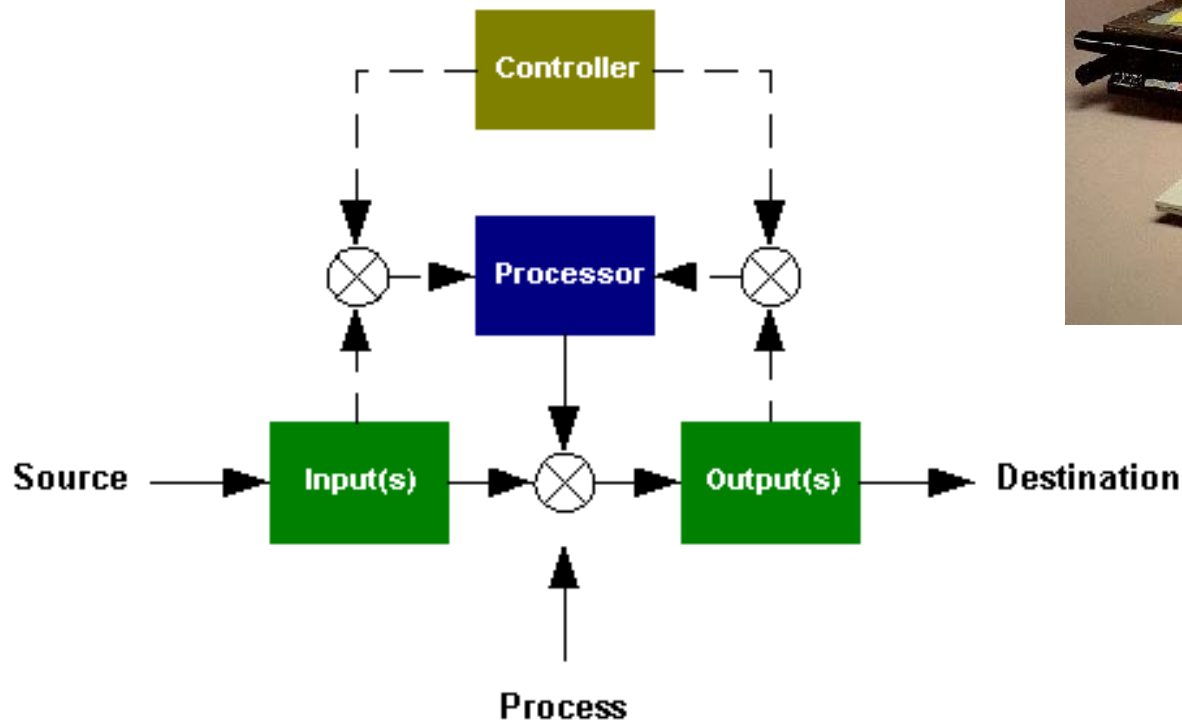 Controller
Processor
Source
Input(s)
Output(s)
Destination
Process